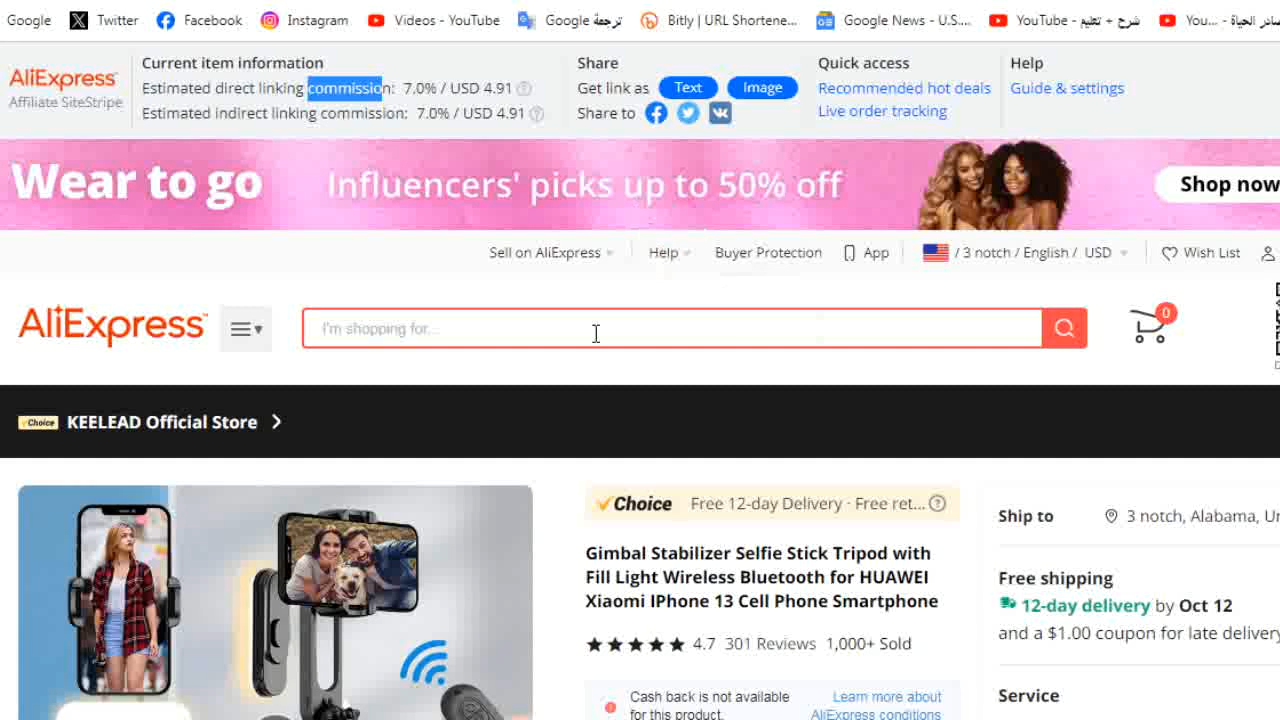 Google Twitter Facebook Instagram Videos - YouTube Google ترجمة Bitly | URL Shortene... Google News - U.S.... YouTube - شرح + تقليم You...
AliExpress
Affiliate SiteStripe
Current item information
Estimated direct linking commission: 7.0% / USD 4.91
Estimated indirect linking commission: 7.0% / USD 4.91
Share
Get link as Text Image
Share to
Quick access
Recommended hot deals
Live order tracking
Help
Guide & settings
Wear to go Influencers' picks up to 50% off Shop now
Sell on AliExpress Help Buyer Protection App / 3 notch / English / USD Wish List
AliExpress I'm shopping for... 0
Choice KEELEAD Official Store
Choice Free 12-day Delivery · Free ret...
Gimbal Stabilizer Selfie Stick Tripod with
Fill Light Wireless Bluetooth for HUAWEI
Xiaomi IPhone 13 Cell Phone Smartphone
4.7 301 Reviews 1,000+ Sold
Cash back is not available
for this product.
Learn more about
AliExpress conditions
Ship to 3 notch, Alabama,
Free shipping
12-day delivery by Oct 12
and a $1.00 coupon for late delivery
Service